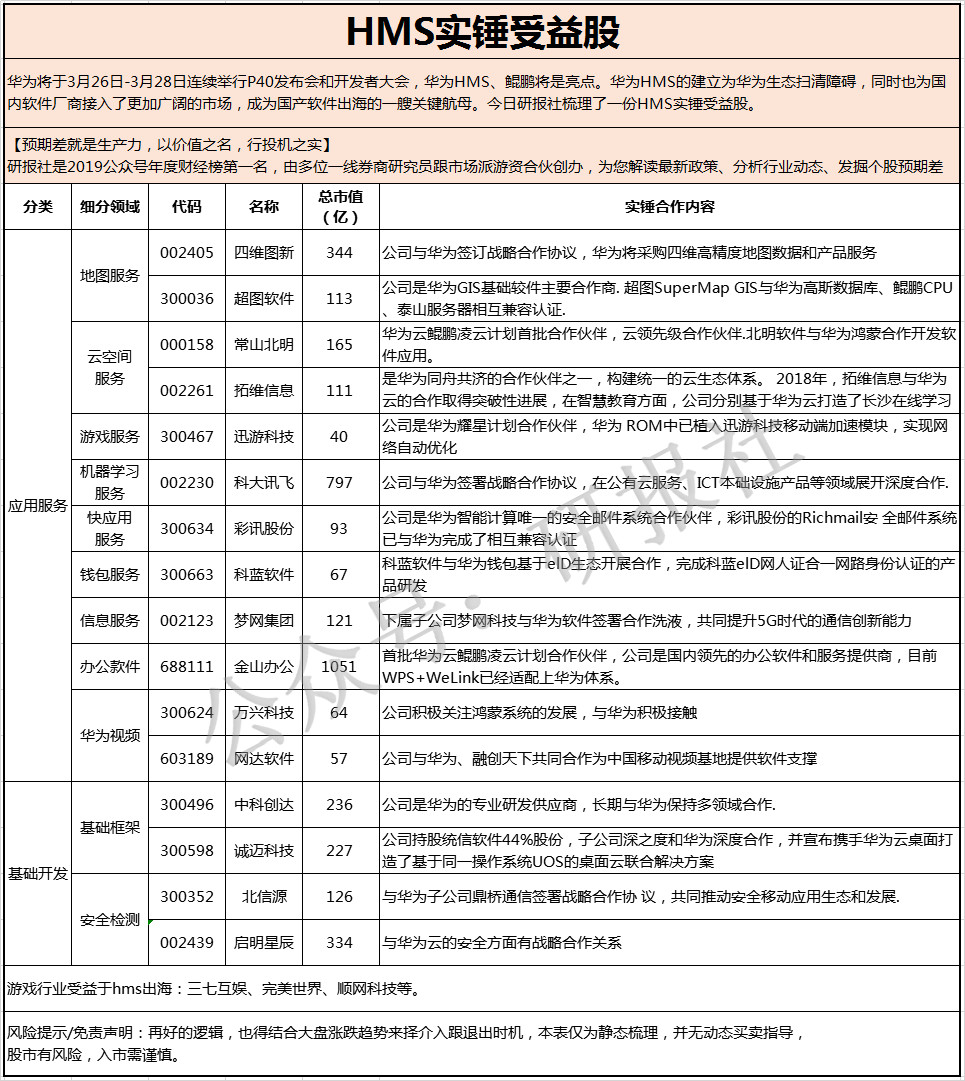 HMS实锤受益股
华为将于3月26日-3月28日连续举行P40发布会和开发者大会，华为HMS、鲲鹏将是亮点。华为HMS的建立为华为生态扫清障碍，同时也为国
内软件厂商接入了更加广阔的市场，成为国产软件出海的一艘关键航母。今日研报社梳理了一份HMS实锤受益股。
【预期差就是生产力，以价值之名，行投机之实】
研报社是2019公众号年度财经榜第一名，由多位一线券商研究员跟市场派游资合伙创办，为您解读最新政策、分析行业动态、发掘个股预期差
分类 细分领域 代码 名称 总市值（亿） 实锤合作内容
应用服务
地图服务
002405 四维图新 344 公司与华为签订战略合作协议，华为将采购四维高精度地图数据和产品服务
300036 超图软件 113 公司是华为GIS基础较件主要合作商. 超图SuperMap GIS与华为高斯数据库、鲲鹏CPU
、泰山服务器相互兼容认证.
云空间
服务
000158 常山北明 165 华为云鲲鹏凌云计划首批合作伙伴，云领先级合作伙伴.北明软件与华为鸿蒙合作开发软
件应用。
002261 拓维信息 111 是华为同舟共济的合作伙伴之一，构建统一的云生态体系。 2018年，拓维信息与华为
云的合作取得突破性进展，在智慧教育方面，公司分别基于华为云打造了长沙在线学习
游戏服务 300467 迅游科技 40 公司是华为耀星计划合作伙伴，华为 ROM中已植入迅游科技移动端加速模块，实现网
络自动优化
机器学习
服务
002230 科大讯飞 797 公司与华为签署战略合作协议，在公有云服务、ICT本础设施产品等领域展开深度合作.
快应用
服务
300634 彩讯股份 93 公司是华为智能计算唯一的安全邮件系统合作伙伴，彩讯股份的Richmail安 全邮件系统
已与华为完成了相互兼容认证
钱包服务 300663 科蓝软件 67 科蓝软件与华为钱包基于eID生态开展合作，完成科蓝eID网人证合一网路身份认证的产
品研发
信息服务 002123 梦网集团 121 下属子公司梦网科技与华为软件签署合作洗液，共同提升5G时代的通信创新能力
办公款件 688111 金山办公 1051 首批华为云鲲鹏凌云计划合作伙伴，公司是国内领先的办公软件和服务提供商，目前
WPS+WeLink已经适配上华为体系。
华为视频
300624 万兴科技 64 公司积极关注鸿蒙系统的发展，与华为积极接触
603189 网达软件 57 公司与华为、融创天下共同合作为中国移动视频基地提供软件支撑
基础开发
基础框架
300496 中科创达 236 公司是华为的专业研发供应商，长期与华为保持多领域合作.
300598 诚迈科技 227 公司持股统信软件44%股份，子公司深之度和华为深度合作，并宣布携手华为云桌面打
造了基于同一操作系统UOS的桌面云联合解决方案
安全检测
300352 北信源 126 与华为子公司鼎桥通信签署战略合作协 议，共同推动安全移动应用生态和发展.
002439 启明星辰 334 与华为云的安全方面有战略合作关系
游戏行业受益于hms出海：三七互娱、完美世界、顺网科技等。
风险提示/免责声明：再好的逻辑，也得结合大盘涨跌趋势来择介入跟退出时机，本表仅为静态梳理，并无动态买卖指导，
股市有风险，入市需谨慎。
公众号：研报社